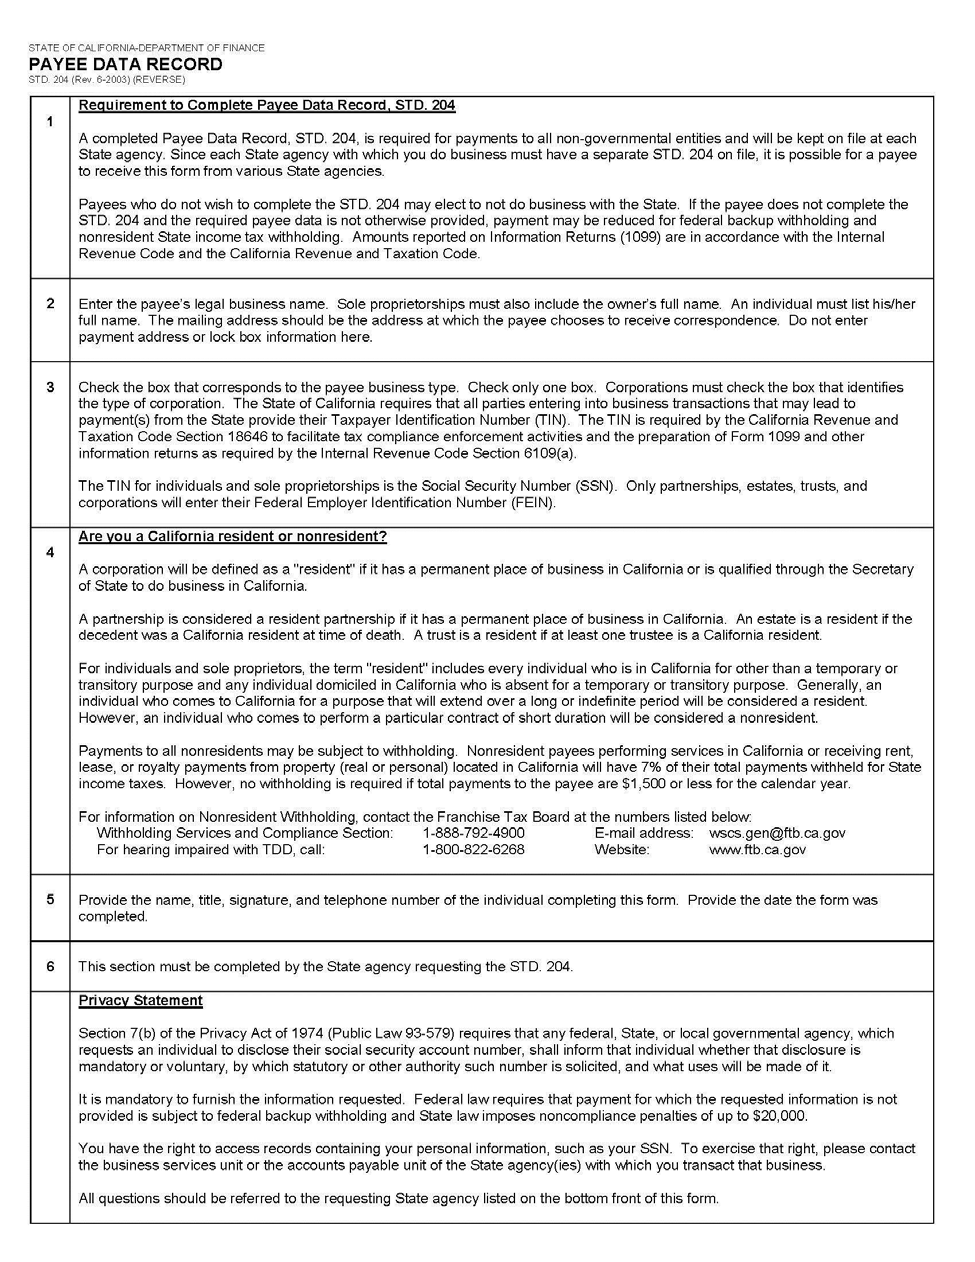 STATE OF CALIFORNIA-DEPARTMENT OF FINANCE
PAYEE DATA RECORD
STD. 204 (Rev. 6-2003) (REVERSE)
1
Requirement to Complete Payee Data Record, STD. 204
A completed Payee Data Record, STD. 204, is required for payments to all non-governmental entities and will be kept on file at each
State agency. Since each State agency with which you do business must have a separate STD. 204 on file, it is possible for a payee
to receive this form from various State agencies.
Payees who do not wish to complete the STD. 204 may elect to not do business with the State. If the payee does not complete the
STD. 204 and the required payee data is not otherwise provided, payment may be reduced for federal backup withholding and
nonresident State income tax withholding. Amounts reported on Information Returns (1099) are in accordance with the Internal
Revenue Code and the California Revenue and Taxation Code.
2
Enter the payee's legal business name. Sole proprietorships must also include the owner's full name. An individual must list his/her
full name. The mailing address should be the address at which the payee chooses to receive correspondence. Do not enter
payment address or lock box information here.
3
Check the box that corresponds to the payee business type. Check only one box. Corporations must check the box that identifies
the type of corporation. The State of California requires that all parties entering into business transactions that may lead to
payment(s) from the State provide their Taxpayer Identification Number (TIN). The TIN is required by the California Revenue and
Taxation Code Section 18646 to facilitate tax compliance enforcement activities and the preparation of Form 1099 and other
information returns as required by the Internal Revenue Code Section 6109(a).
The TIN for individuals and sole proprietorships is the Social Security Number (SSN). Only partnerships, estates, trusts, and
corporations will enter their Federal Employer Identification Number (FEIN).
4
Are you a California resident or nonresident?
A corporation will be defined as a "resident" if it has a permanent place of business in California or is qualified through the Secretary
of State to do business in California.
A partnership is considered a resident partnership if it has a permanent place of business in California. An estate is a resident if the
decedent was a California resident at time of death. A trust is a resident if at least one trustee is a California resident.
For individuals and sole proprietors, the term "resident" includes every individual who is in California for other than a temporary or
transitory purpose and any individual domiciled in California who is absent for a temporary or transitory purpose. Generally, an
individual who comes to California for a purpose that will extend over a long or indefinite period will be considered a resident.
However, an individual who comes to perform a particular contract of short duration will be considered a nonresident.
Payments to all nonresidents may be subject to withholding. Nonresident payees performing services in California or receiving rent,
lease, or royalty payments from property (real or personal) located in California will have 7% of their total payments withheld for State
income taxes. However, no withholding is required if total payments to the payee are $1,500 or less for the calendar year.
For information on Nonresident Withholding, contact the Franchise Tax Board at the numbers listed below:
Withholding Services and Compliance Section: 1-888-792-4900 E-mail address: wscs.gen@ftb.ca.gov
For hearing impaired with TDD, call: 1-800-822-6268 Website: www.ftb.ca.gov
5
Provide the name, title, signature, and telephone number of the individual completing this form. Provide the date the form was
completed.
6
This section must be completed by the State agency requesting the STD. 204.
Privacy Statement
Section 7(b) of the Privacy Act of 1974 (Public Law 93-579) requires that any federal, State, or local governmental agency, which
requests an individual to disclose their social security account number, shall inform that individual whether that disclosure is
mandatory or voluntary, by which statutory or other authority such number is solicited, and what uses will be made of it.
It is mandatory to furnish the information requested. Federal law requires that payment for which the requested information is not
provided is subject to federal backup withholding and State law imposes noncompliance penalties of up to $20,000.
You have the right to access records containing your personal information, such as your SSN. To exercise that right, please contact
the business services unit or the accounts payable unit of the State agency(ies) with which you transact that business.
All questions should be referred to the requesting State agency listed on the bottom front of this form.